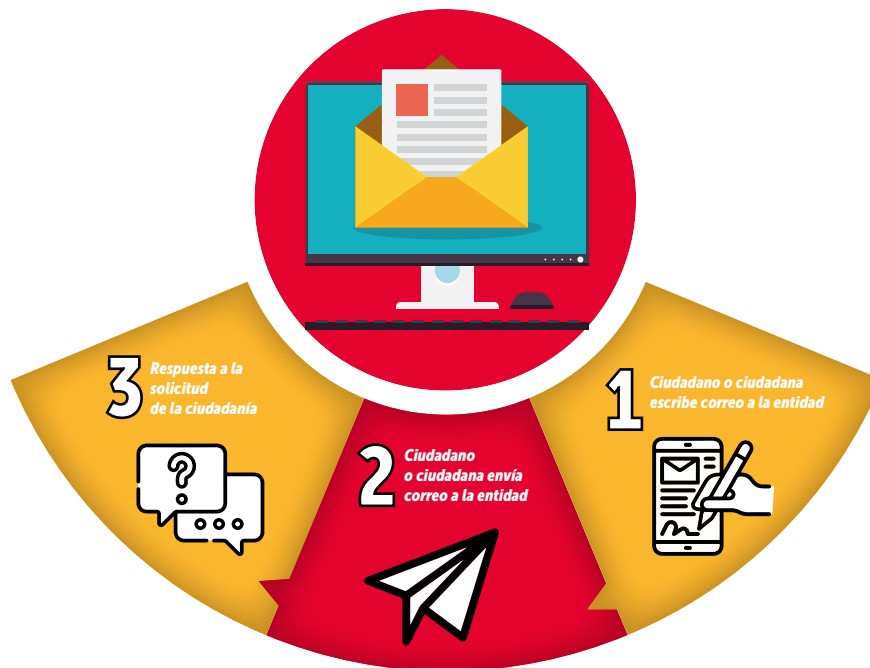 1
Ciudadano o ciudadana
escribe correo a la entidad
2
Ciudadano
o ciudadana envía
correo a la entidad
3
Respuesta a la
solicitud
de la ciudadanía